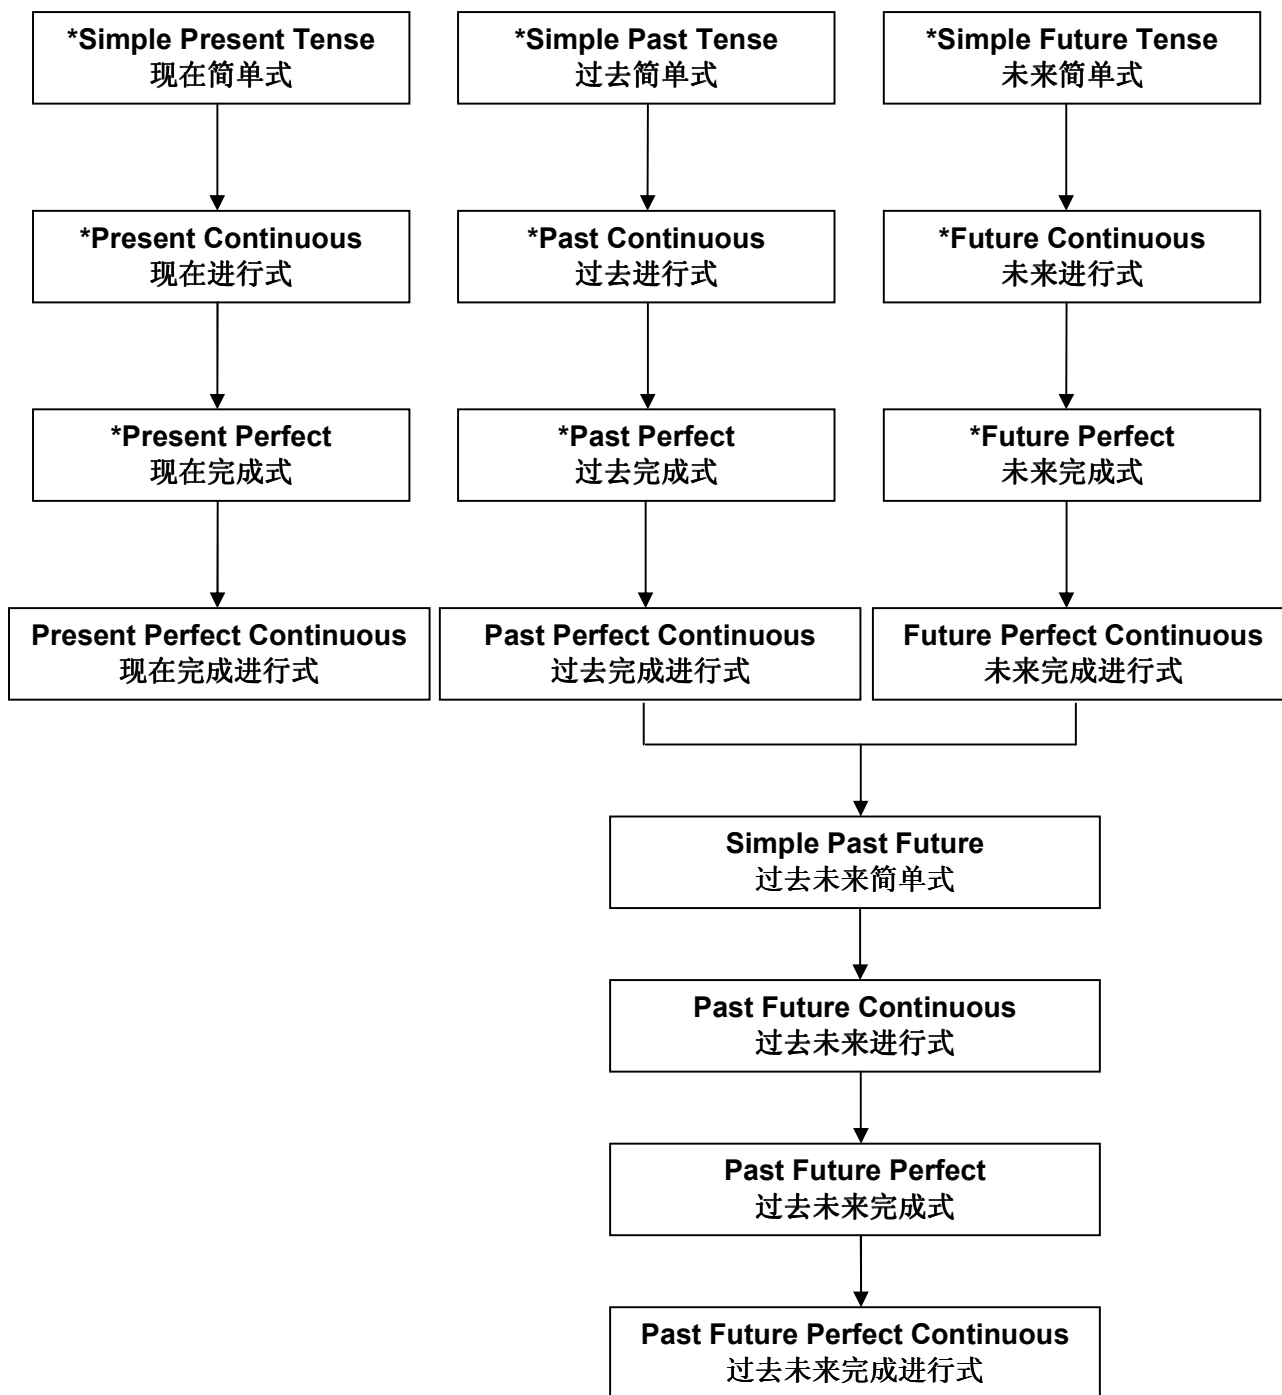 *Simple Present Tense
现在简单式
*Simple Past Tense
过去简单式
*Simple Future Tense
未来简单式
*Present Continuous
现在进行式
*Past Continuous
过去进行式
*Future Continuous
未来进行式
*Present Perfect
现在完成式
*Past Perfect
过去完成式
*Future Perfect
未来完成式
Present Perfect Continuous
现在完成进行式
Past Perfect Continuous
过去完成进行式
Future Perfect Continuous
未来完成进行式
Simple Past Future
过去未来简单式
Past Future Continuous
过去未来进行式
Past Future Perfect
过去未来完成式
Past Future Perfect Continuous
过去未来完成进行式